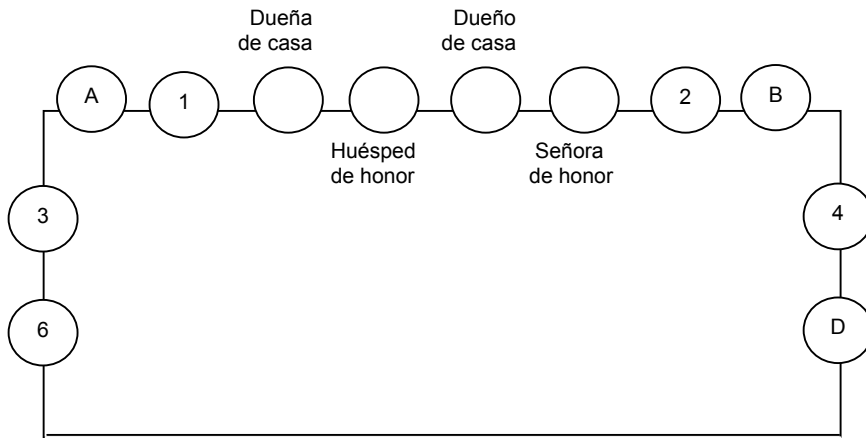 Dueña
de casa
Dueño
de casa
A
1
2
B
Huésped
de honor
Señora
de honor
3
4
6
D